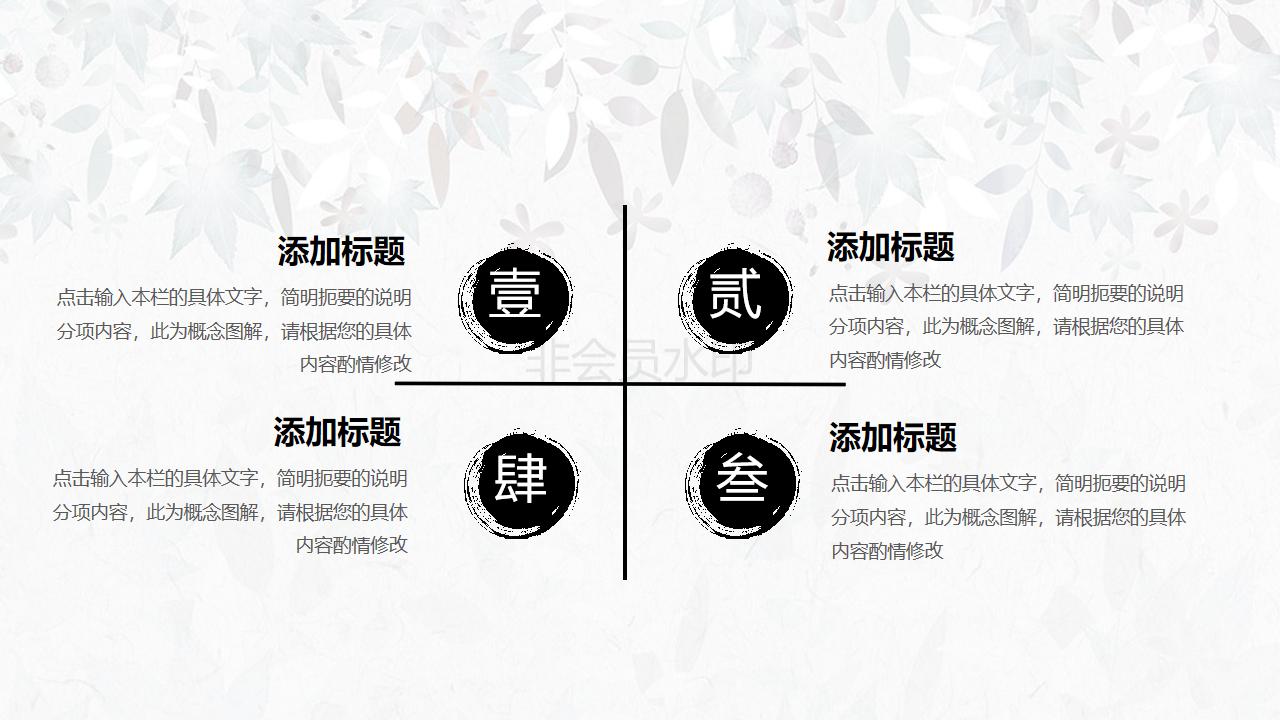 添加标题
点击输入本栏的具体文字，简明扼要的说明
分项内容，此为概念图解，请根据您的具体
内容酌情修改
壹
贰
添加标题
点击输入本栏的具体文字，简明扼要的说明
分项内容，此为概念图解，请根据您的具体
内容酌情修改
非会员水印
添加标题
点击输入本栏的具体文字，简明扼要的说明
分项内容，此为概念图解，请根据您的具体
内容酌情修改
肆
叁
添加标题
点击输入本栏的具体文字，简明扼要的说明
分项内容，此为概念图解，请根据您的具体
内容酌情修改